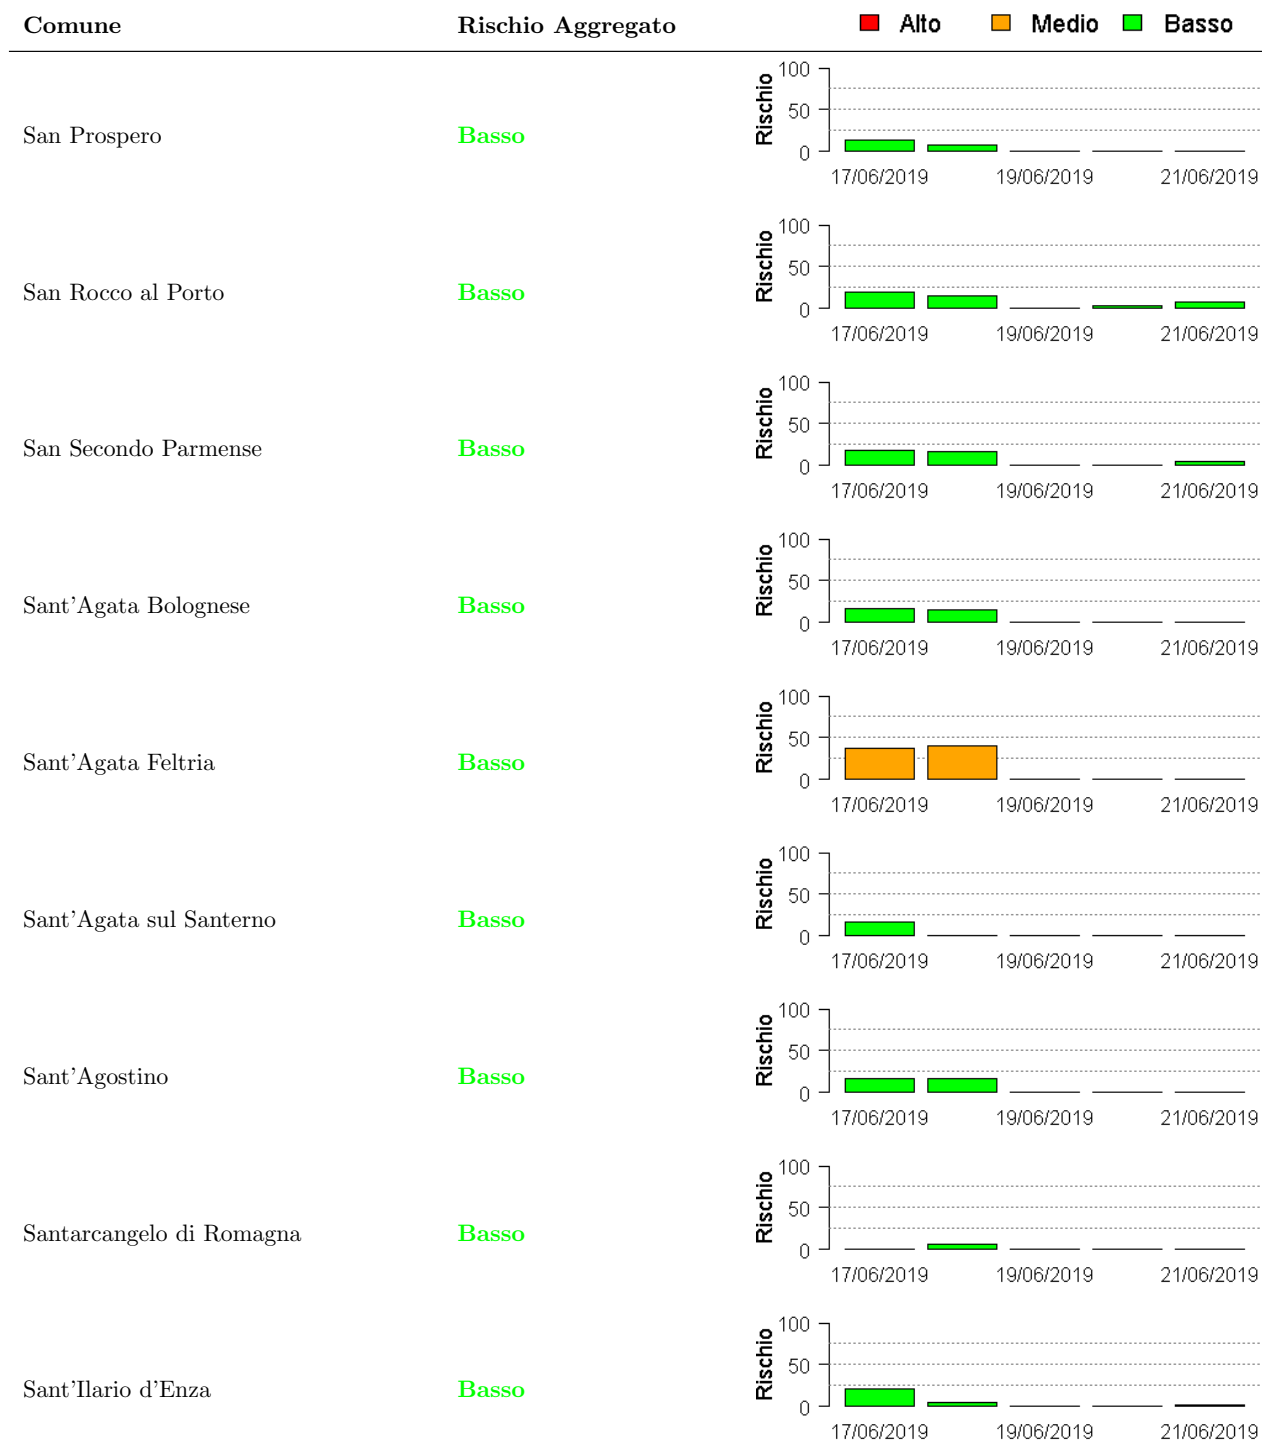 Comune Rischio Aggregato Alto Medio Basso
San Prospero Basso Rischio 100 50 0
17/06/2019 19/06/2019 21/06/2019
San Rocco al Porto Basso Rischio 100 50 0
17/06/2019 19/06/2019 21/06/2019
San Secondo Parmense Basso Rischio 100 50 0
17/06/2019 19/06/2019 21/06/2019
Sant'Agata Bolognese Basso Rischio 100 50 0
17/06/2019 19/06/2019 21/06/2019
Sant'Agata Feltria Basso Rischio 100 50 0
17/06/2019 19/06/2019 21/06/2019
Sant'Agata sul Santerno Basso Rischio 100 50 0
17/06/2019 19/06/2019 21/06/2019
Sant'Agostino Basso Rischio 100 50 0
17/06/2019 19/06/2019 21/06/2019
Santarcangelo di Romagna Basso Rischio 100 50 0
17/06/2019 19/06/2019 21/06/2019
Sant'Ilario d'Enza Basso Rischio 100 50 0
17/06/2019 19/06/2019 21/06/2019